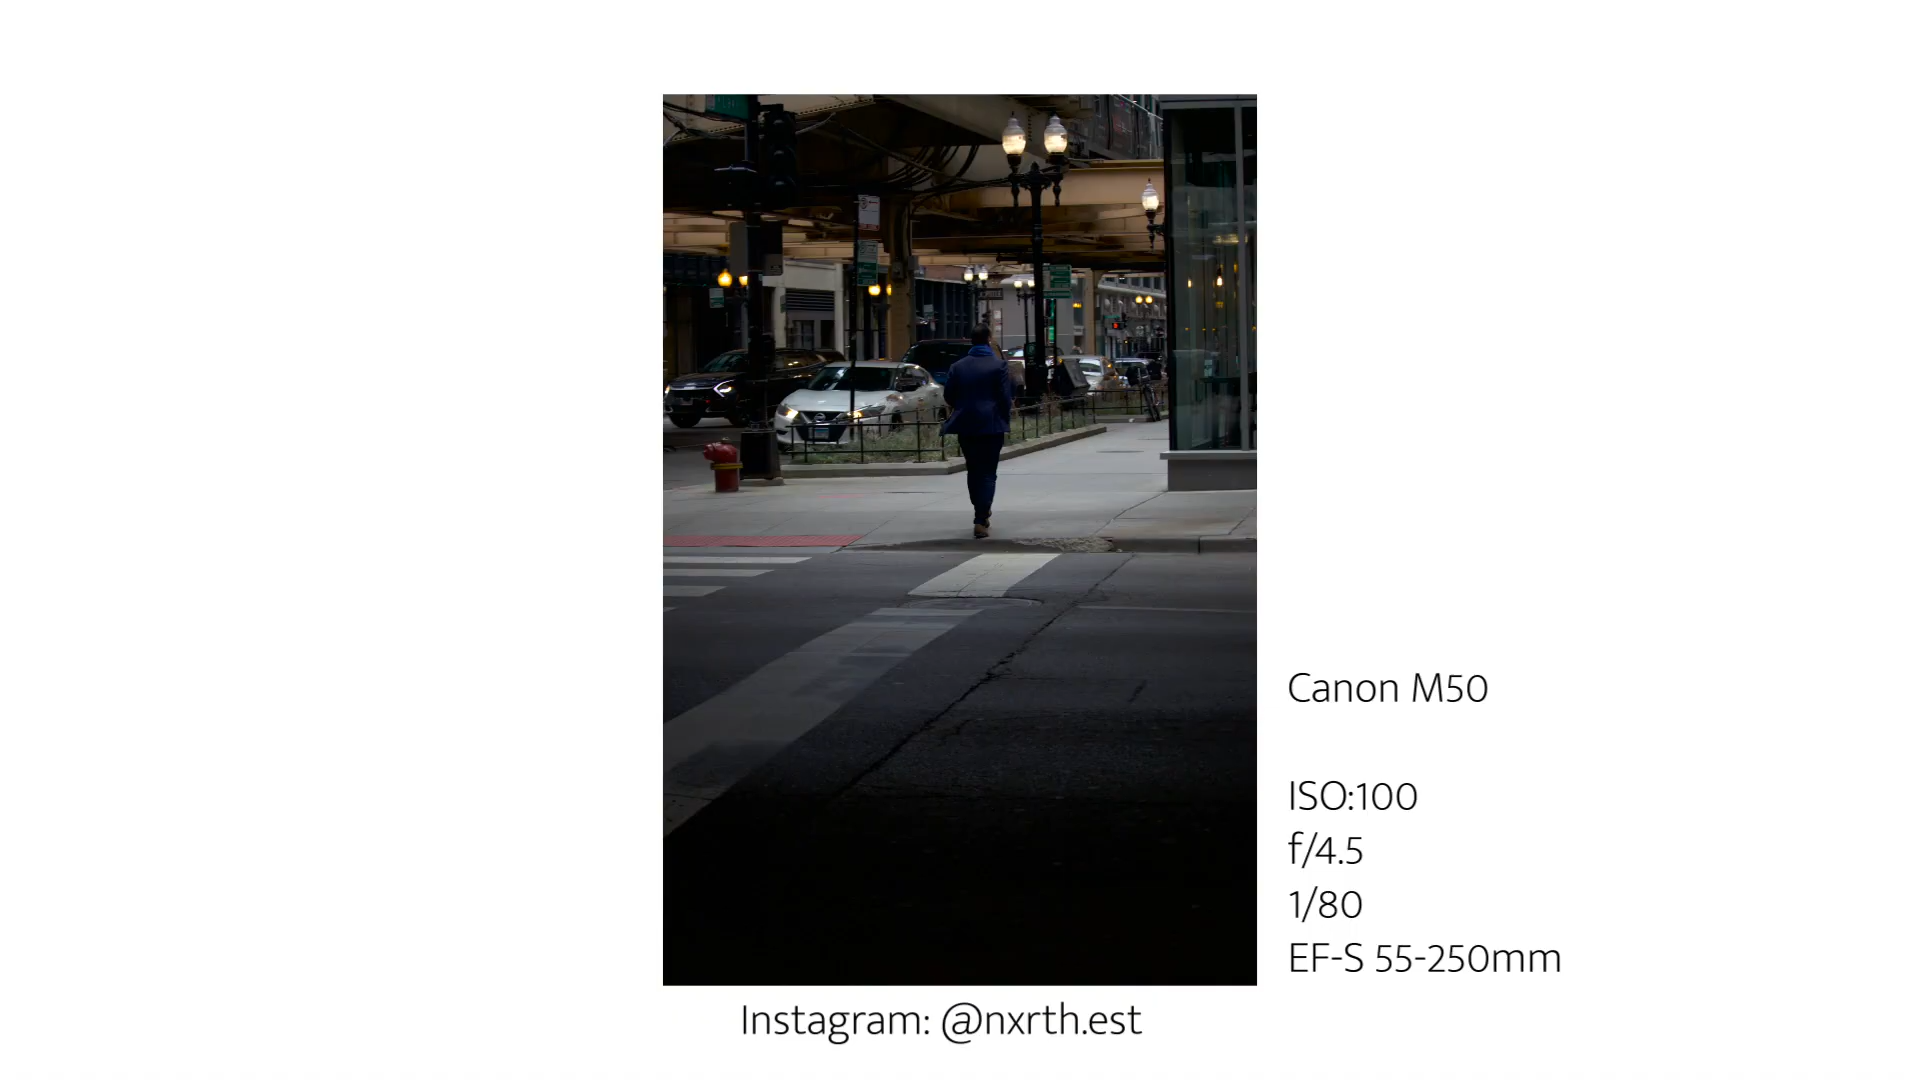 Canon M50
ISO:100
f/4.5
1/80
EF-S 55-250mm
Instagram: @nxrth.est